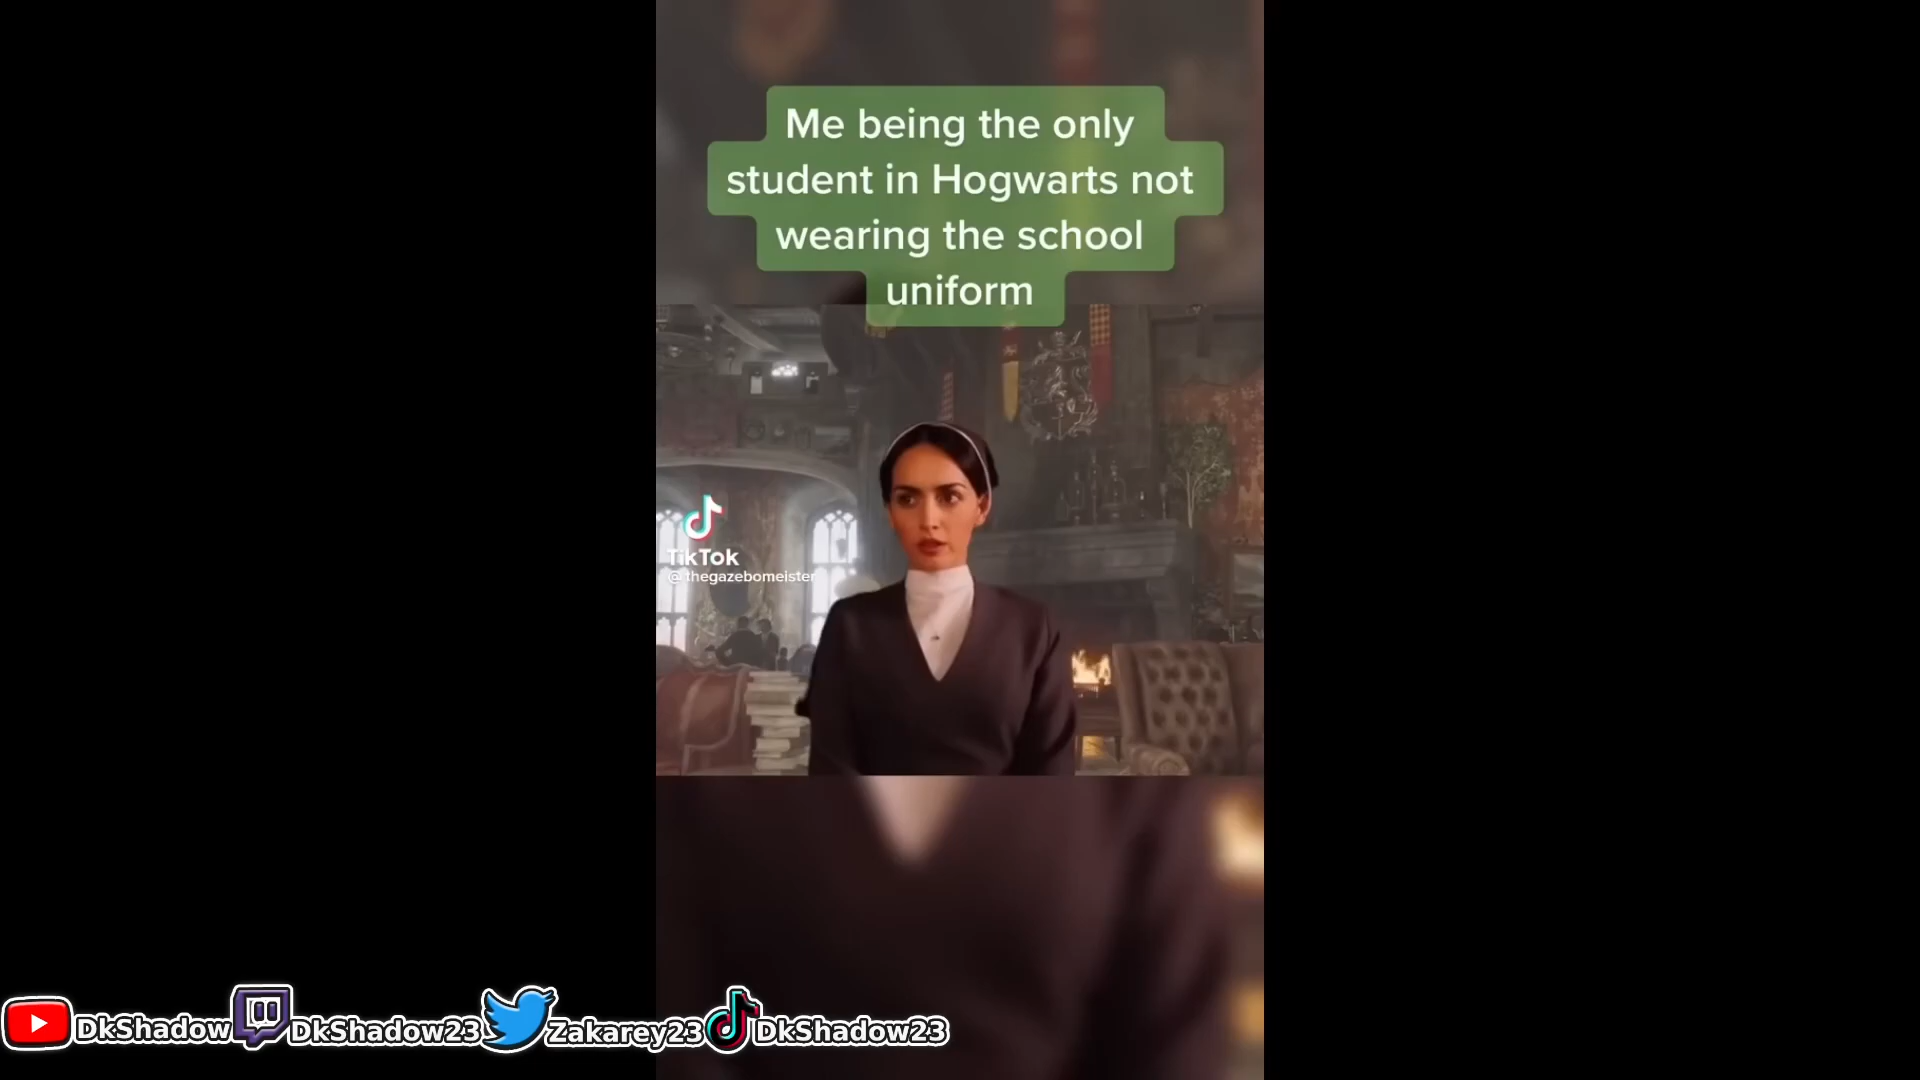 Me being the only
student in Hogwarts not
wearing the school
uniform
TikTok
@thegazebomeister
DkShadow
DkShadow23
Zakarey23
DkShadow23